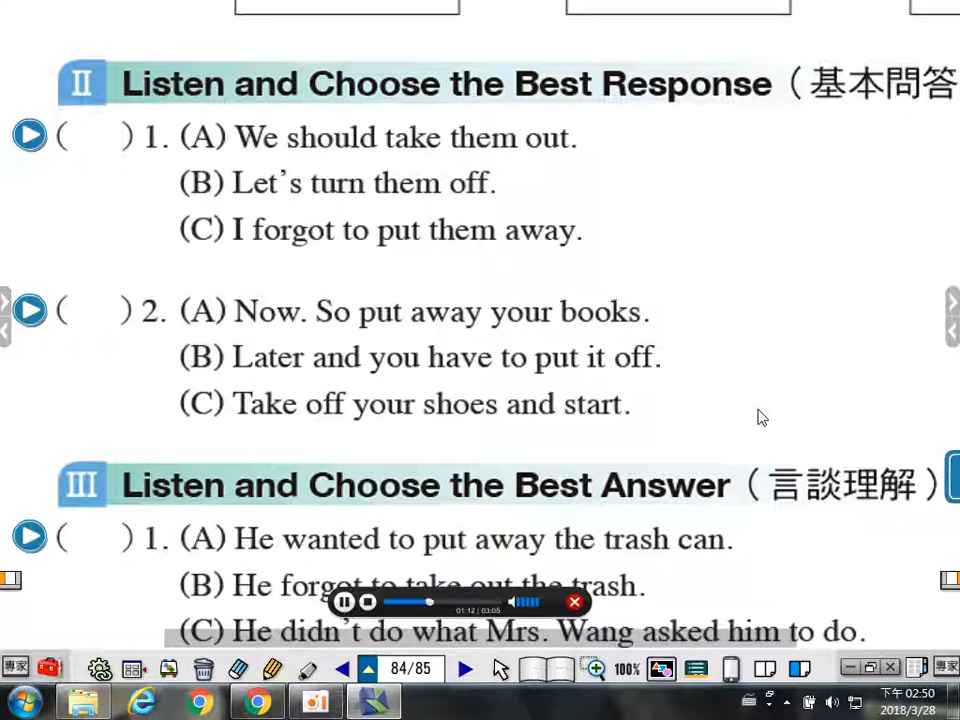 II Listen and Choose the Best Response（基本問答
( ) 1. (A) We should take them out.
(B) Let's turn them off.
(C) I forgot to put them away.
( ) 2. (A) Now. So put away your books.
(B) Later and you have to put it off.
(C) Take off your shoes and start.
III Listen and Choose the Best Answer（言談理解）
( ) 1. (A) He wanted to put away the trash can.
(B) He forgot to take out the trash.
01:12 | 03:05
(C) He didn't do what Mrs. Wang asked him to do.
專家 84/85 100% 專家
下午 02:50
2018/3/28